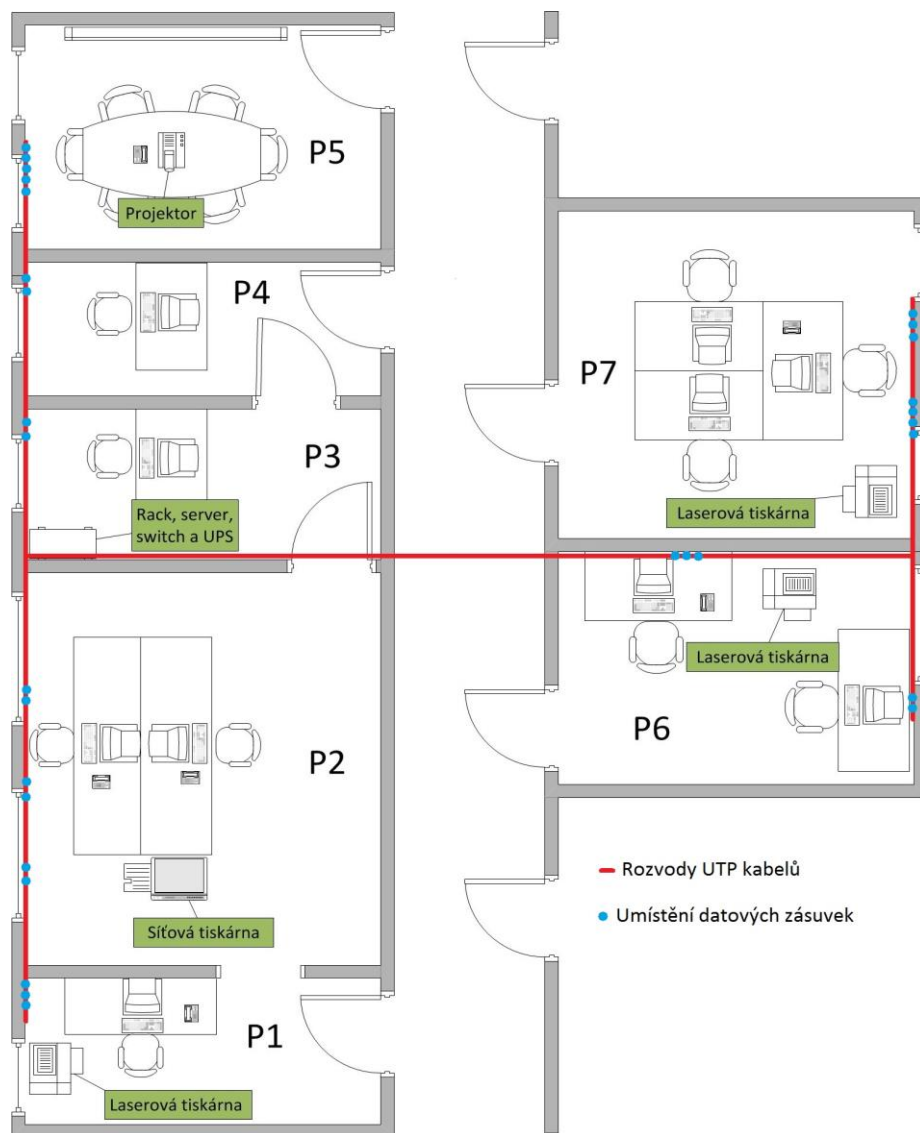 P5
Projektor
P4
P7
P3
Rack, server,
switch a UPS
Laserová tiskárna
Laserová tiskárna
P6
P2
Rozvody UTP kabelů
Umístění datových zásuvek
Síťová tiskárna
P1
Laserová tiskárna